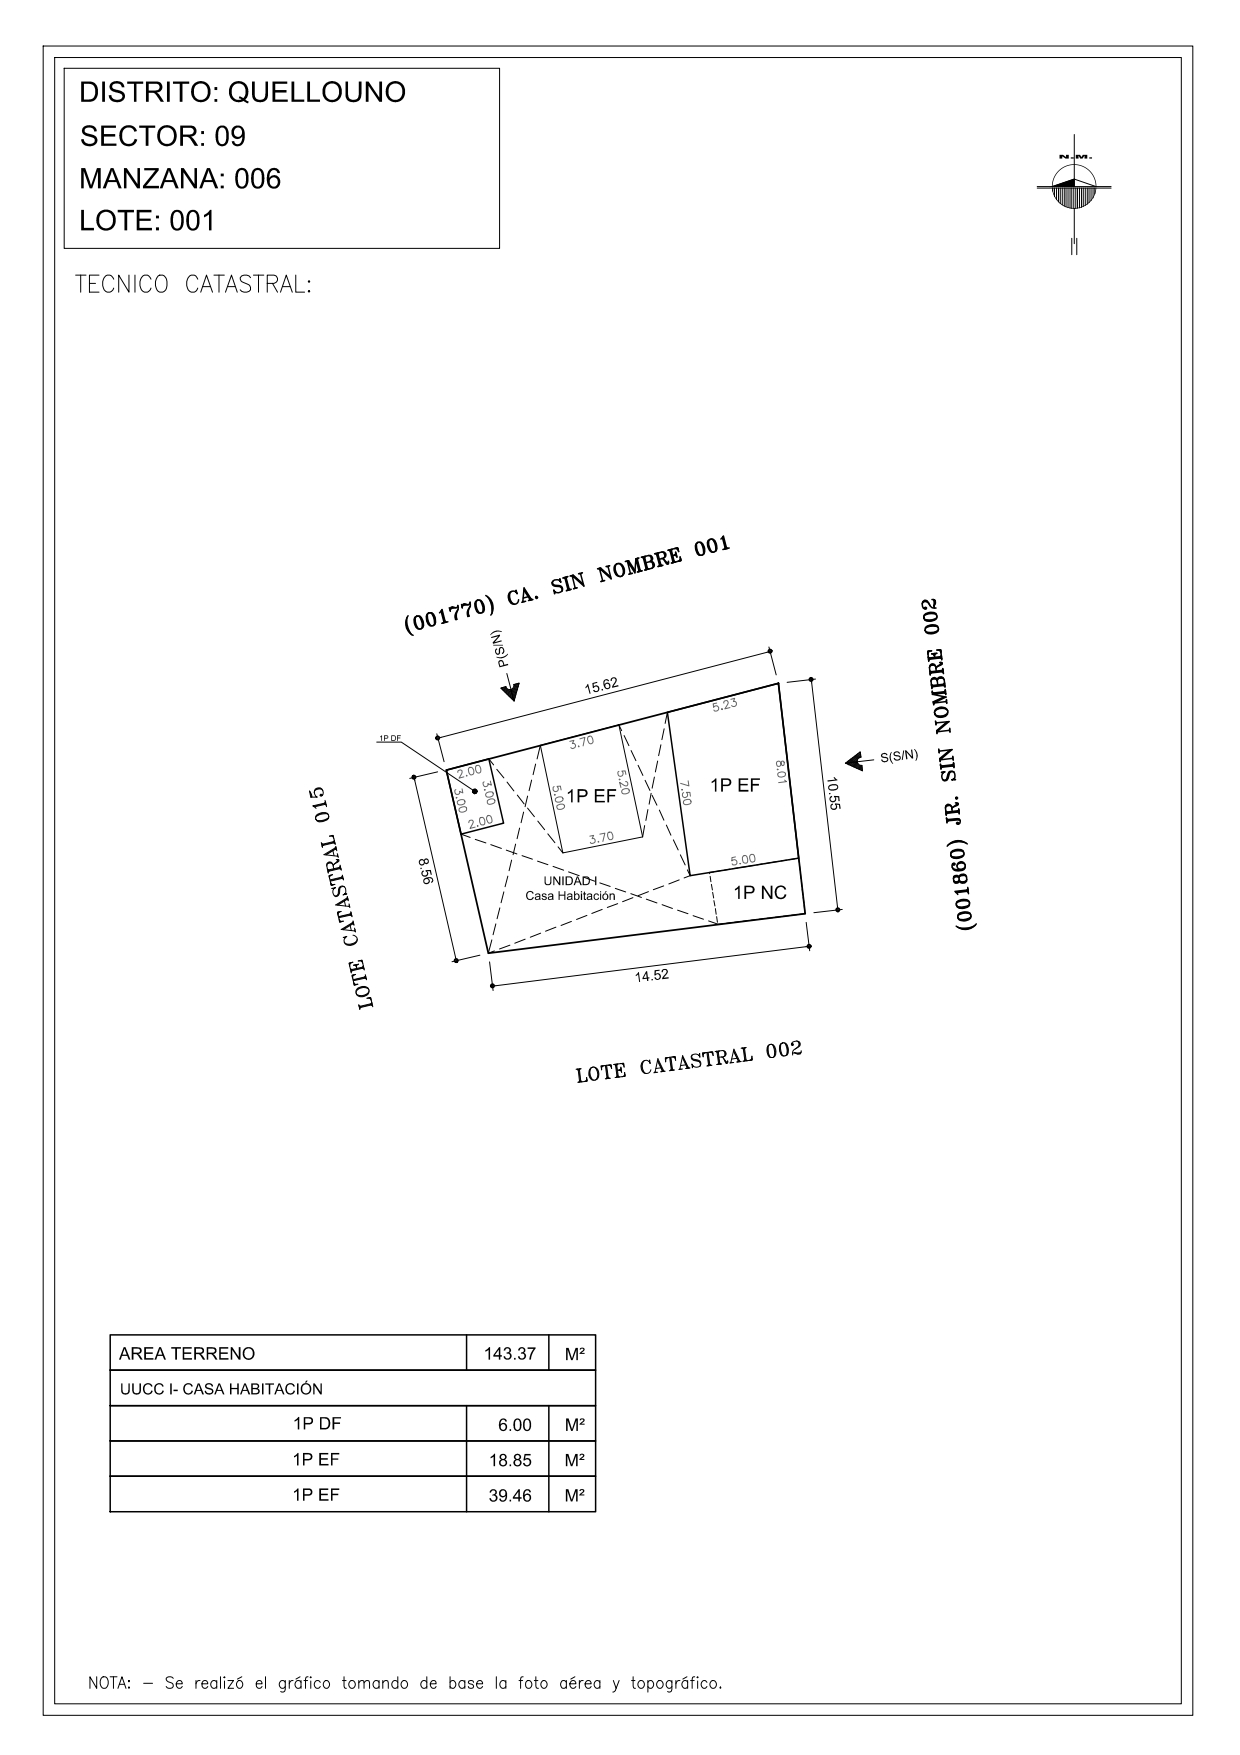 DISTRITO: QUELLOUNO
SECTOR: 09
MANZANA: 006
LOTE: 001
N.M.
TECNICO CATASTRAL:
(001770) CA. SIN NOMBRE 001
P(S/N)
15.62
1P DF
2.00
3.00
3.00
2.00
3.70
5.00
5.20
1P EF
3.70
5.23
7.50
8.01
1P EF
5.00
1P NC
10.55
S(S/N)
(001860) JR. SIN NOMBRE 002
LOTE CATASTRAL 015
8.56
UNIDAD I
Casa Habitación
14.52
LOTE CATASTRAL 002
AREA TERRENO 143.37 M²
UUCC I- CASA HABITACIÓN
1P DF 6.00 M²
1P EF 18.85 M²
1P EF 39.46 M²
NOTA: – Se realizó el gráfico tomando de base la foto aérea y topográfico.